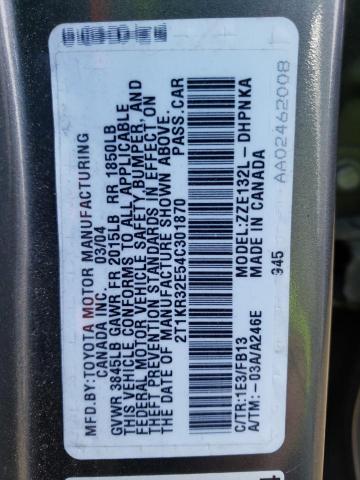 MFD.BY:TOYOTA MOTOR MANUFACTURING
CANADA INC. 03/04
GVWR 3845LB GAWR FR 2015LB RR 1850LB
THIS VEHICLE CONFORMS TO ALL APPLICABLE
FEDERAL MOTOR VEHICLE SAFETY BUMPER, AND
THEFT PREVENTION STANDARDS IN EFFECT ON
THE DATE OF MANUFACTURE SHOWN ABOVE.
2T1KR32E54C301870 PASS.CAR
C/TR:1E3/FB13 MODEL:ZZE132L-DHPNKA
A/TM:-03A/A246E MADE IN CANADA
945
AA02462008